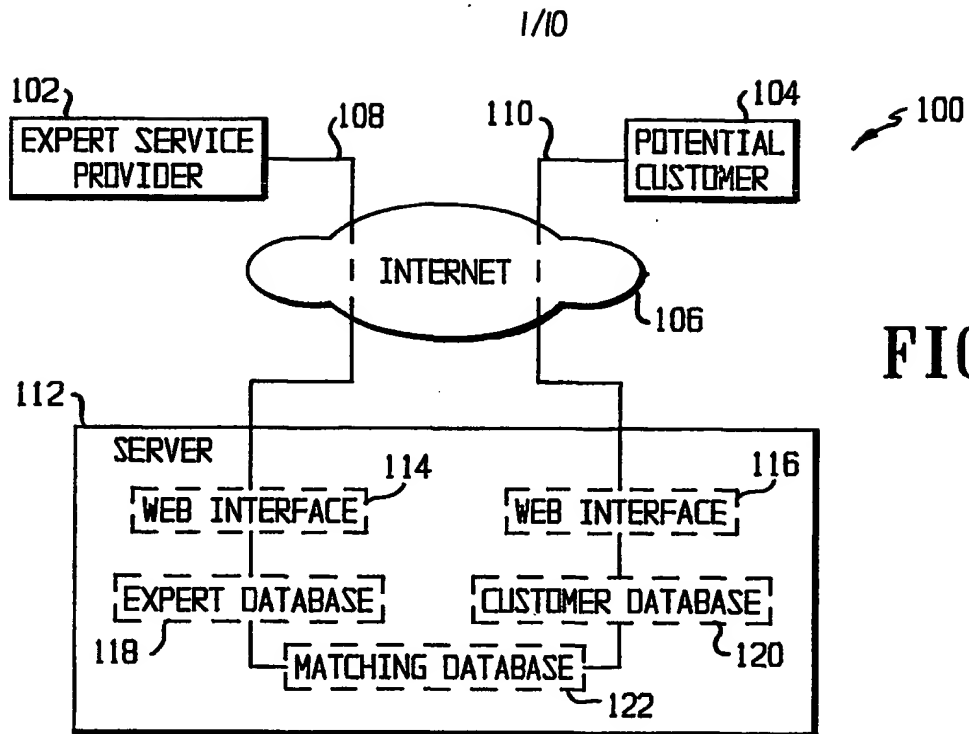 1/10
102
EXPERT SERVICE
PROVIDER
108
110
104
POTENTIAL
CUSTOMER
100
INTERNET
106
112
SERVER
114
WEB INTERFACE
116
WEB INTERFACE
EXPERT DATABASE
118
CUSTOMER DATABASE
120
MATCHING DATABASE
122